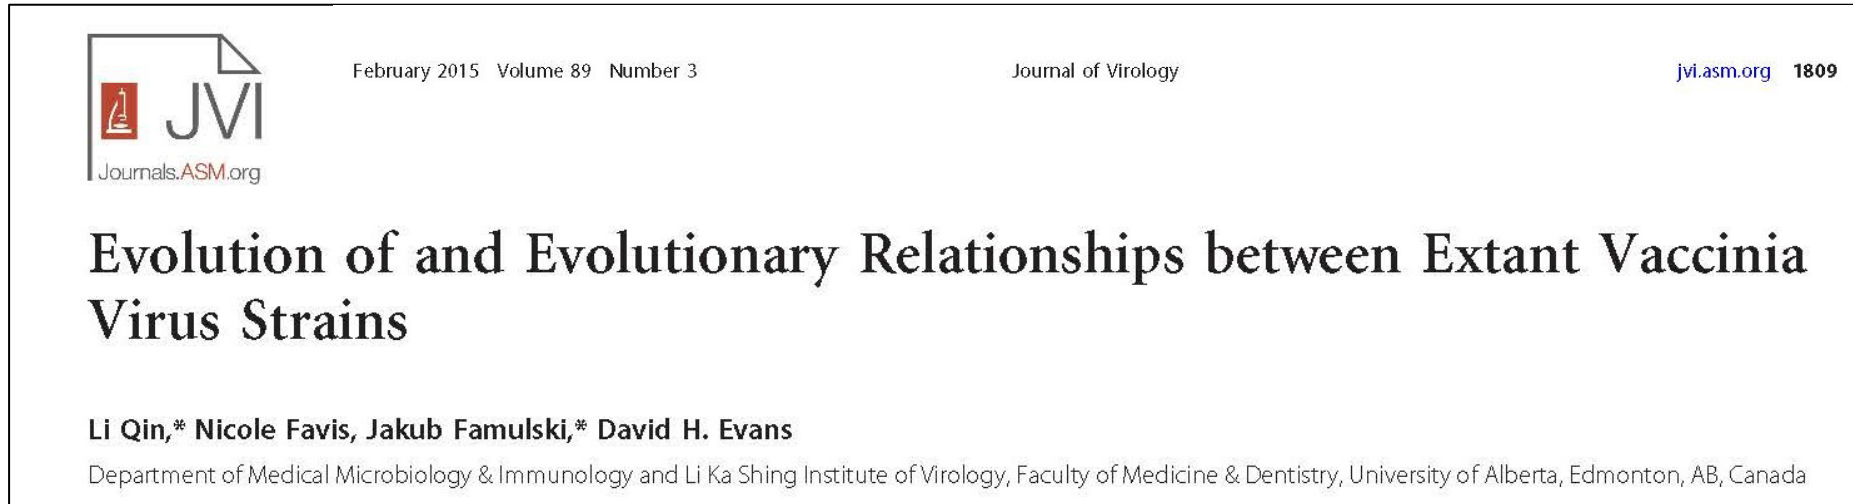 February 2015 Volume 89 Number 3
Journal of Virology
jvi.asm.org 1809
JVI
Journals.ASM.org
Evolution of and Evolutionary Relationships between Extant Vaccinia
Virus Strains
Li Qin,* Nicole Favis, Jakub Famulski,* David H. Evans
Department of Medical Microbiology & Immunology and Li Ka Shing Institute of Virology, Faculty of Medicine & Dentistry, University of Alberta, Edmonton, AB, Canada